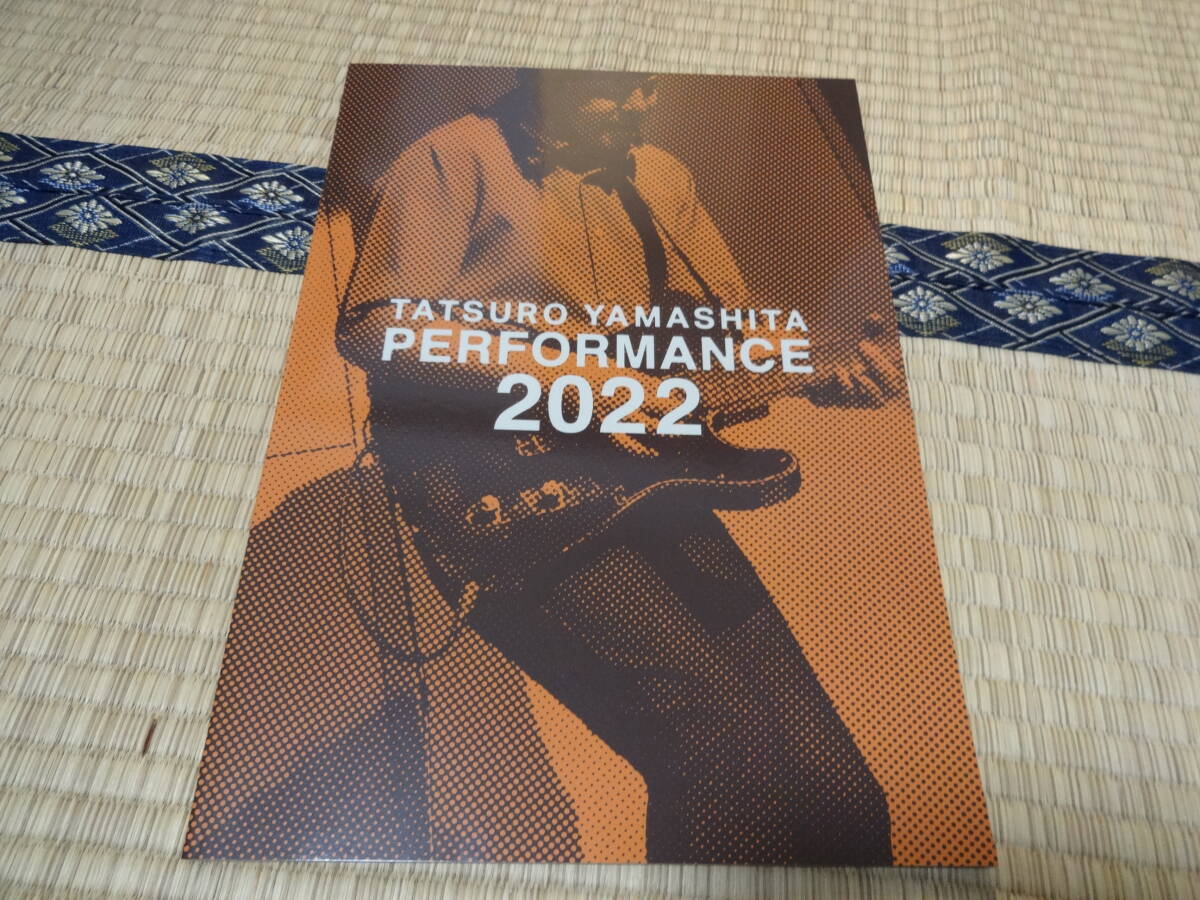 TATSURO YAMASHITA
PERFORMANCE
2022